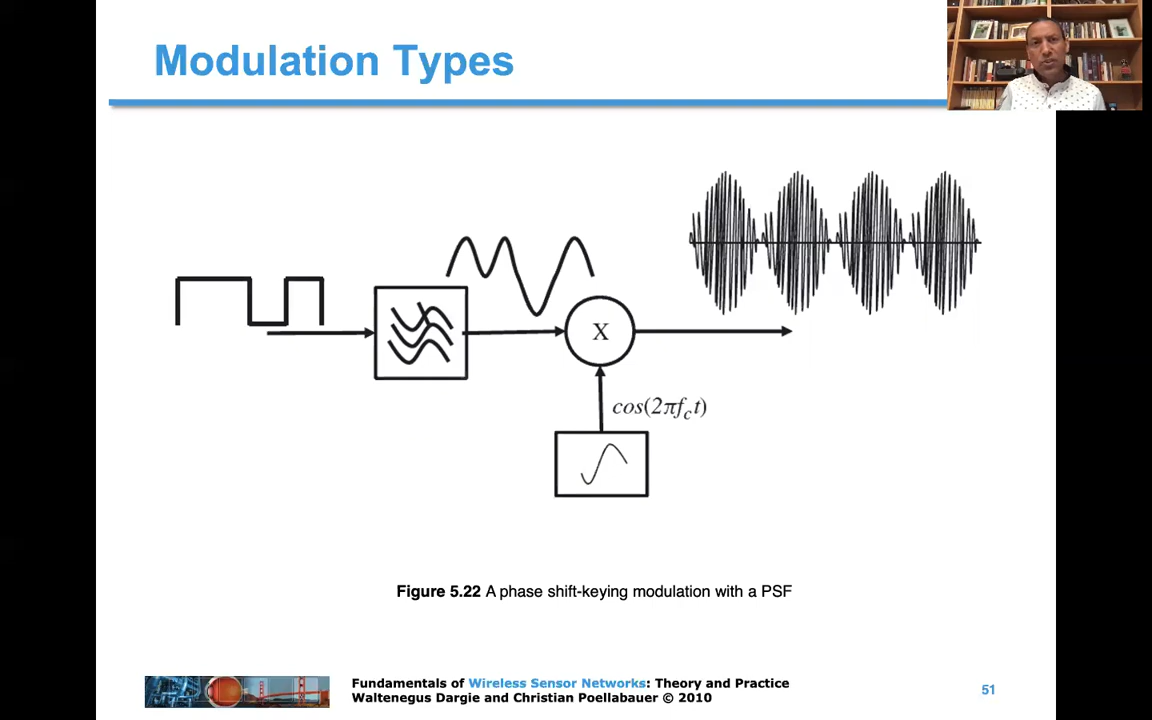 Modulation Types
X
cos(2πf_ct)
Figure 5.22 A phase shift-keying modulation with a PSF
Fundamentals of Wireless Sensor Networks: Theory and Practice
Waltenegus Dargie and Christian Poellabauer © 2010
51